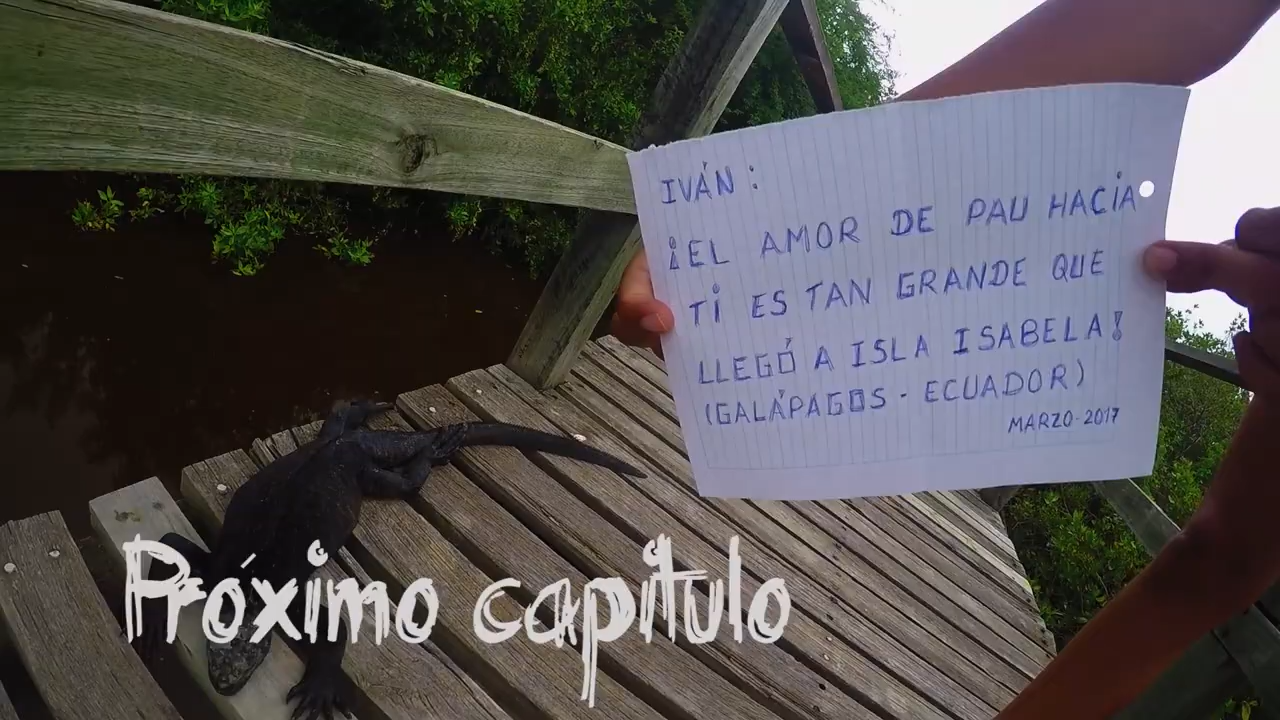 IVÁN:
¡EL AMOR DE PAU HACIA
TI ES TAN GRANDE QUE
LLEGÓ A ISLA ISABELA!
(GALÁPAGOS - ECUADOR)
MARZO-2017
Próximo capitulo